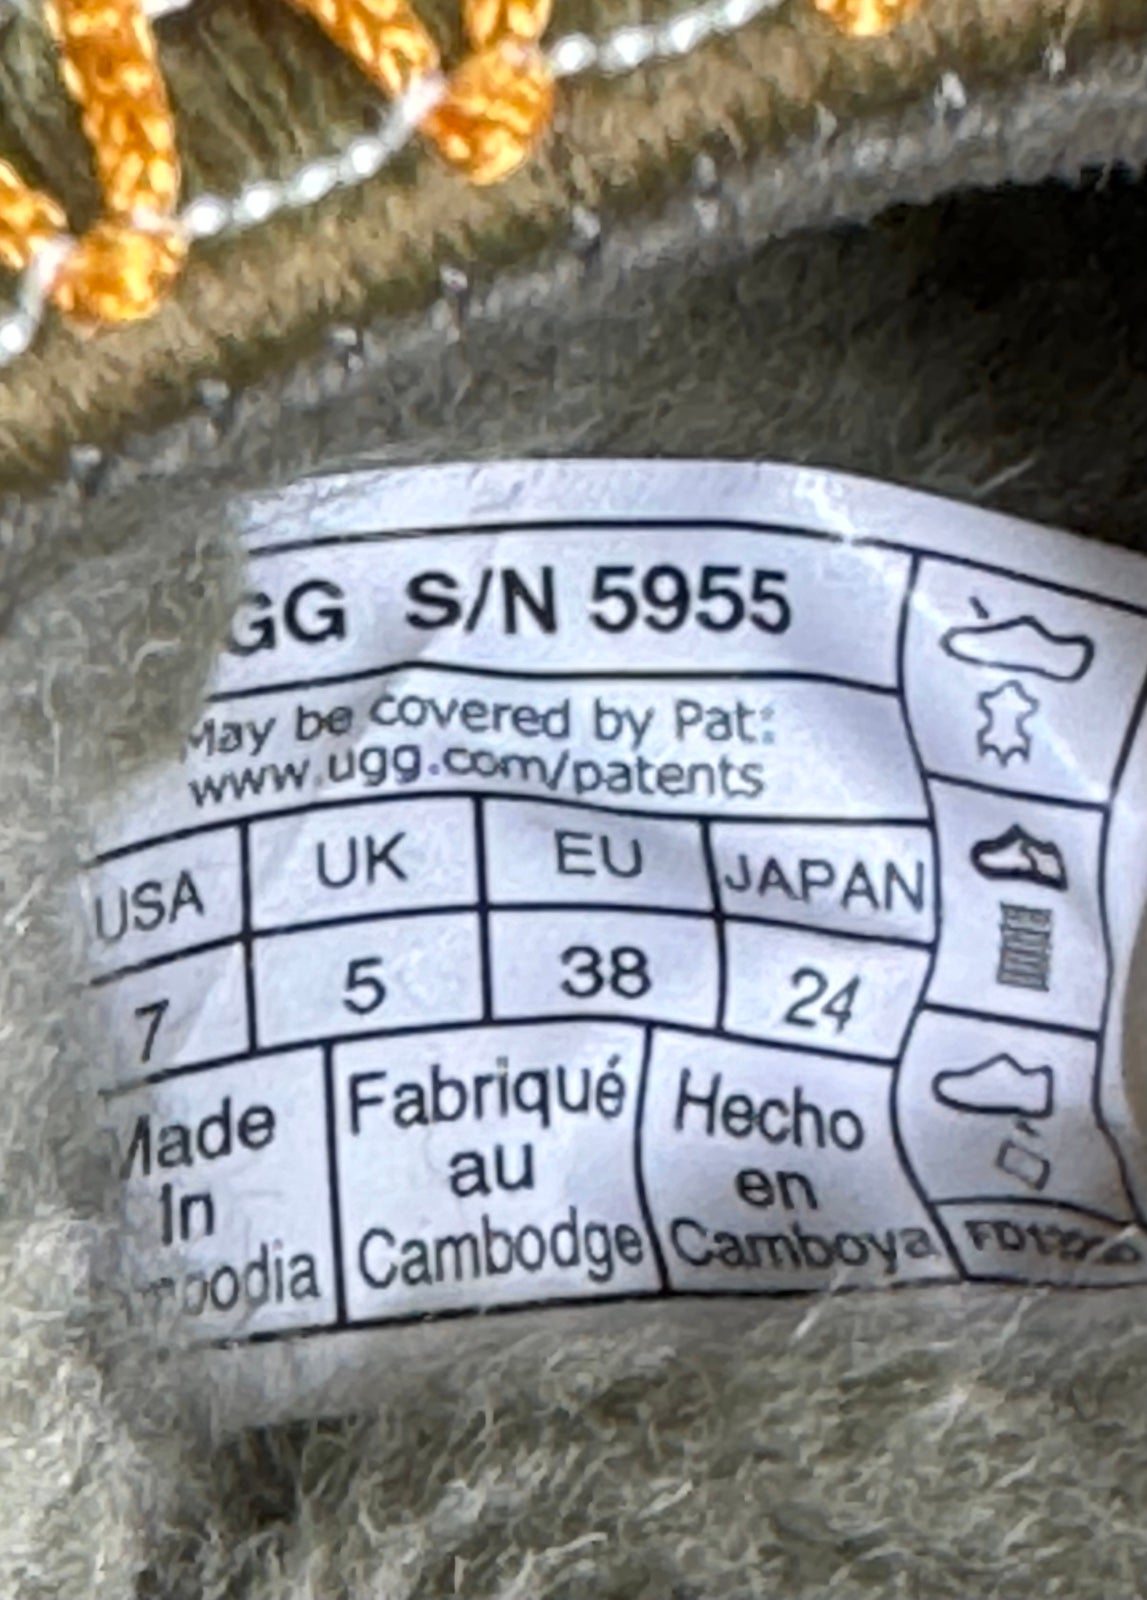 GG S/N 5955
May be covered by Pat:
www.ugg.com/patents
USA UK EU JAPAN
7 5 38 24
Made
In
bodia
Fabriqué
au
Cambodge
Hecho
en
Camboya